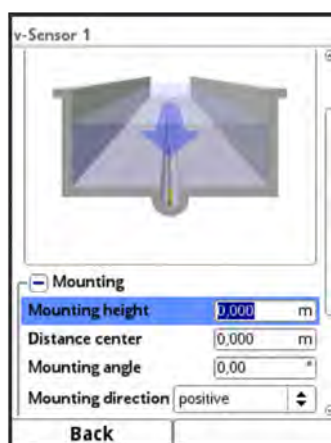 v-Sensor 1
Mounting
Mounting height 0,000 m
Distance center 0,000 m
Mounting angle 0,00 °
Mounting direction positive
Back